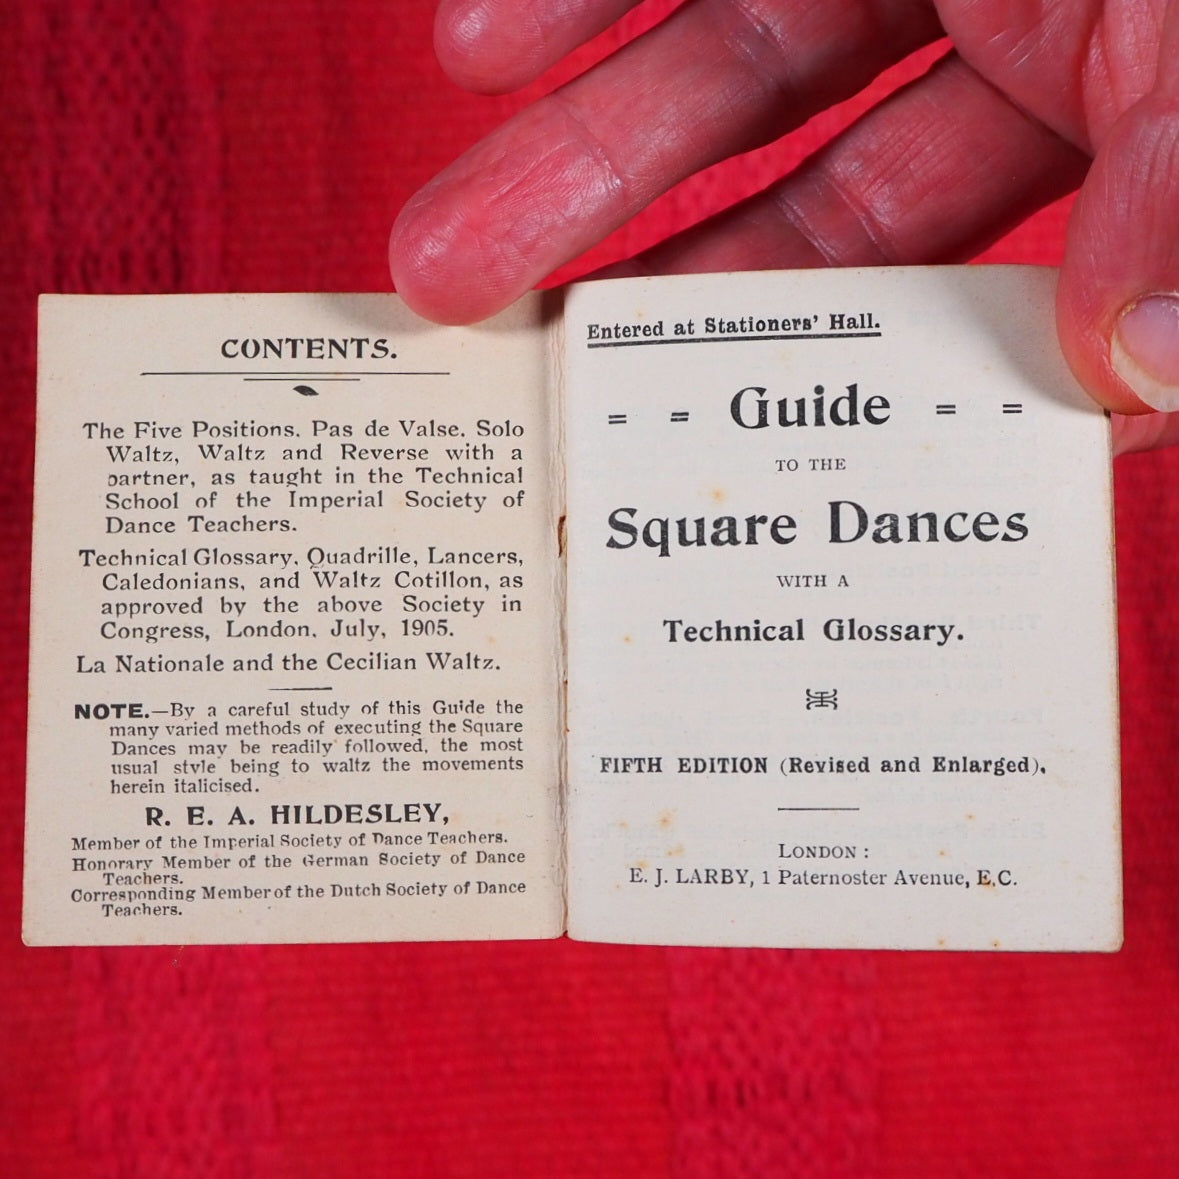 CONTENTS.
The Five Positions. Pas de Valse. Solo
Waltz, Waltz and Reverse with a
partner, as taught in the Technical
School of the Imperial Society of
Dance Teachers.
Technical Glossary, Quadrille, Lancers,
Caledonians, and Waltz Cotillon, as
approved by the above Society in
Congress, London. July, 1905.
La Nationale and the Cecilian Waltz.
NOTE.—By a careful study of this Guide the
many varied methods of executing the Square
Dances may be readily followed, the most
usual style being to waltz the movements
herein italicised.
R. E. A. HILDESLEY,
Member of the Imperial Society of Dance Teachers.
Honorary Member of the German Society of Dance
Teachers.
Corresponding Member of the Dutch Society of Dance
Teachers.
Entered at Stationers' Hall.
= = Guide = =
TO THE
Square Dances
WITH A
Technical Glossary.
FIFTH EDITION (Revised and Enlarged).
LONDON:
E. J. LARBY, 1 Paternoster Avenue, E.C.